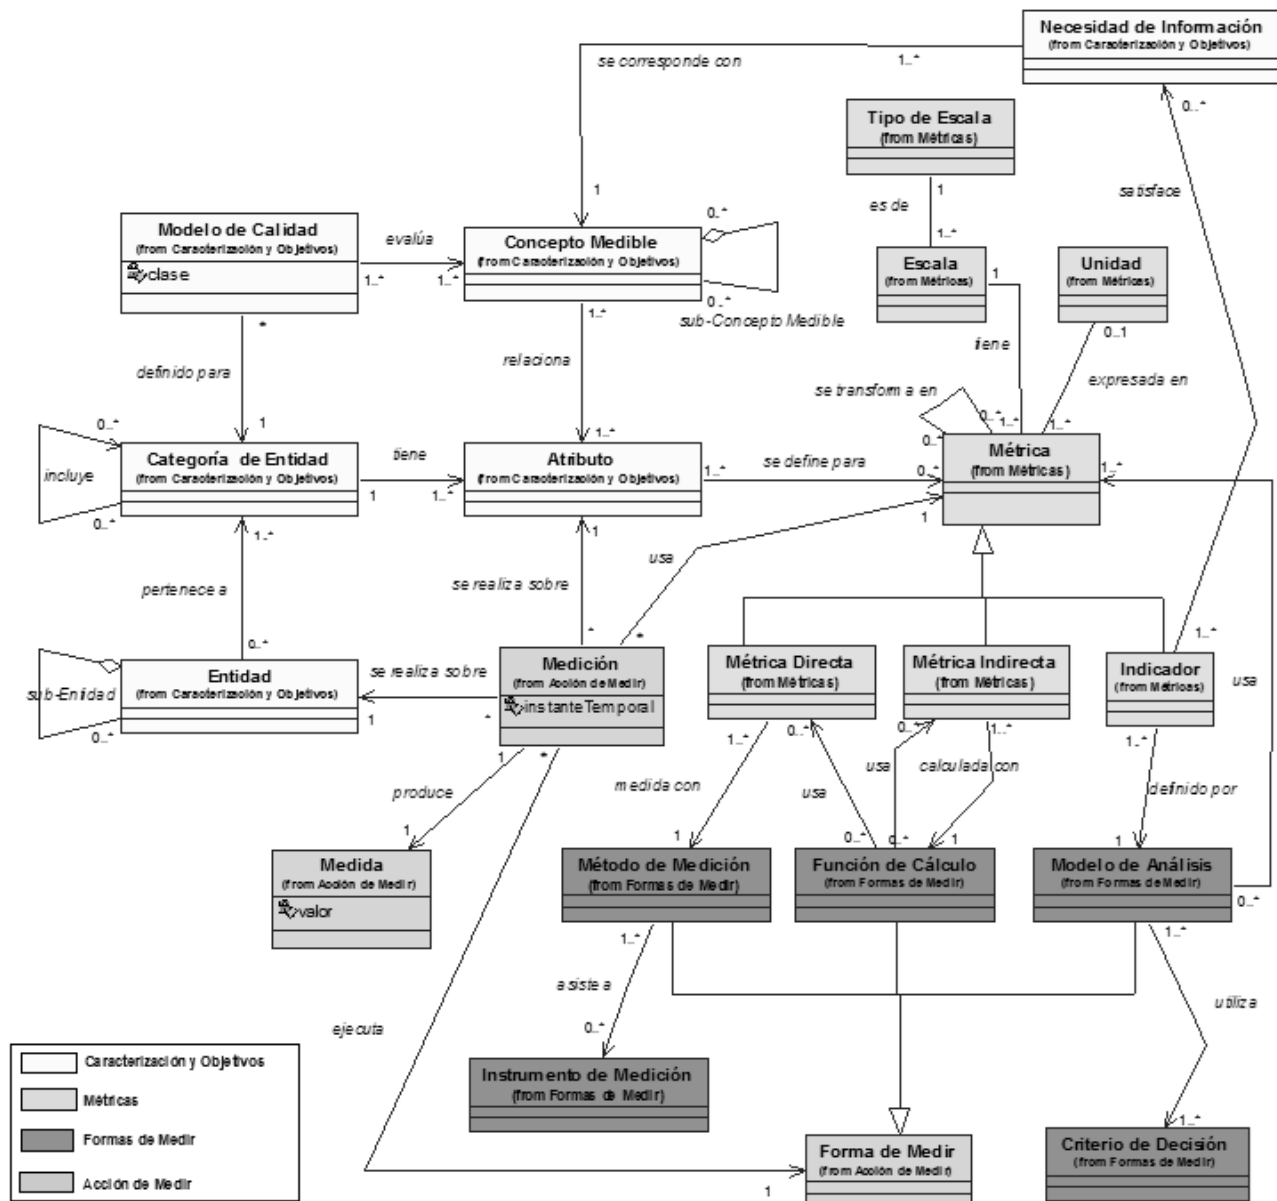 Necesidad de Información
(from Caracterización y Objetivos)
se corresponde con
1..*
0..*
Tipo de Escala
(from Métricas)
satisface
1
1
es de
0..*
1..*
Modelo de Calidad
(from Caracterización y Objetivos)
clase
evalúa
1..*
1..*
Concepto Medible
(from Caracterización y Objetivos)
0..*
sub-Concepto Medible
Escala
(from Métricas)
1
Unidad
(from Métricas)
0..1
*
definido para
1
1..*
relaciona
1..*
tiene
expresada en
se transforma en
0..*
0..*
1..*
1..*
0..*
incluye
0..*
Categoría de Entidad
(from Caracterización y Objetivos)
tiene
1
1..*
Atributo
(from Caracterización y Objetivos)
1..*
se define para
0..*
Métrica
(from Métricas)
1..*
1
1..*
pertenece a
0..*
1
se realiza sobre
*
usa
*
sub-Entidad
0..*
Entidad
(from Caracterización y Objetivos)
se realiza sobre
1
*
Medición
(from Acción de Medir)
instanteTemporal
Métrica Directa
(from Métricas)
Métrica Indirecta
(from Métricas)
1..*
Indicador
(from Métricas)
usa
1
*
produce
1
1..*
medida con
1
0..*
usa
0..*
0..*
usa
0..*
1..*
calculada con
1
1..*
definido por
1
Medida
(from Acción de Medir)
valor
Método de Medición
(from Formas de Medir)
Función de Cálculo
(from Formas de Medir)
Modelo de Análisis
(from Formas de Medir)
0..*
1..*
asiste a
0..*
1..*
utiliza
1..*
ejecuta
1
Instrumento de Medición
(from Formas de Medir)
Forma de Medir
(from Acción de Medir)
Criterio de Decisión
(from Formas de Medir)
Caracterización y Objetivos
Métricas
Formas de Medir
Acción de Medir